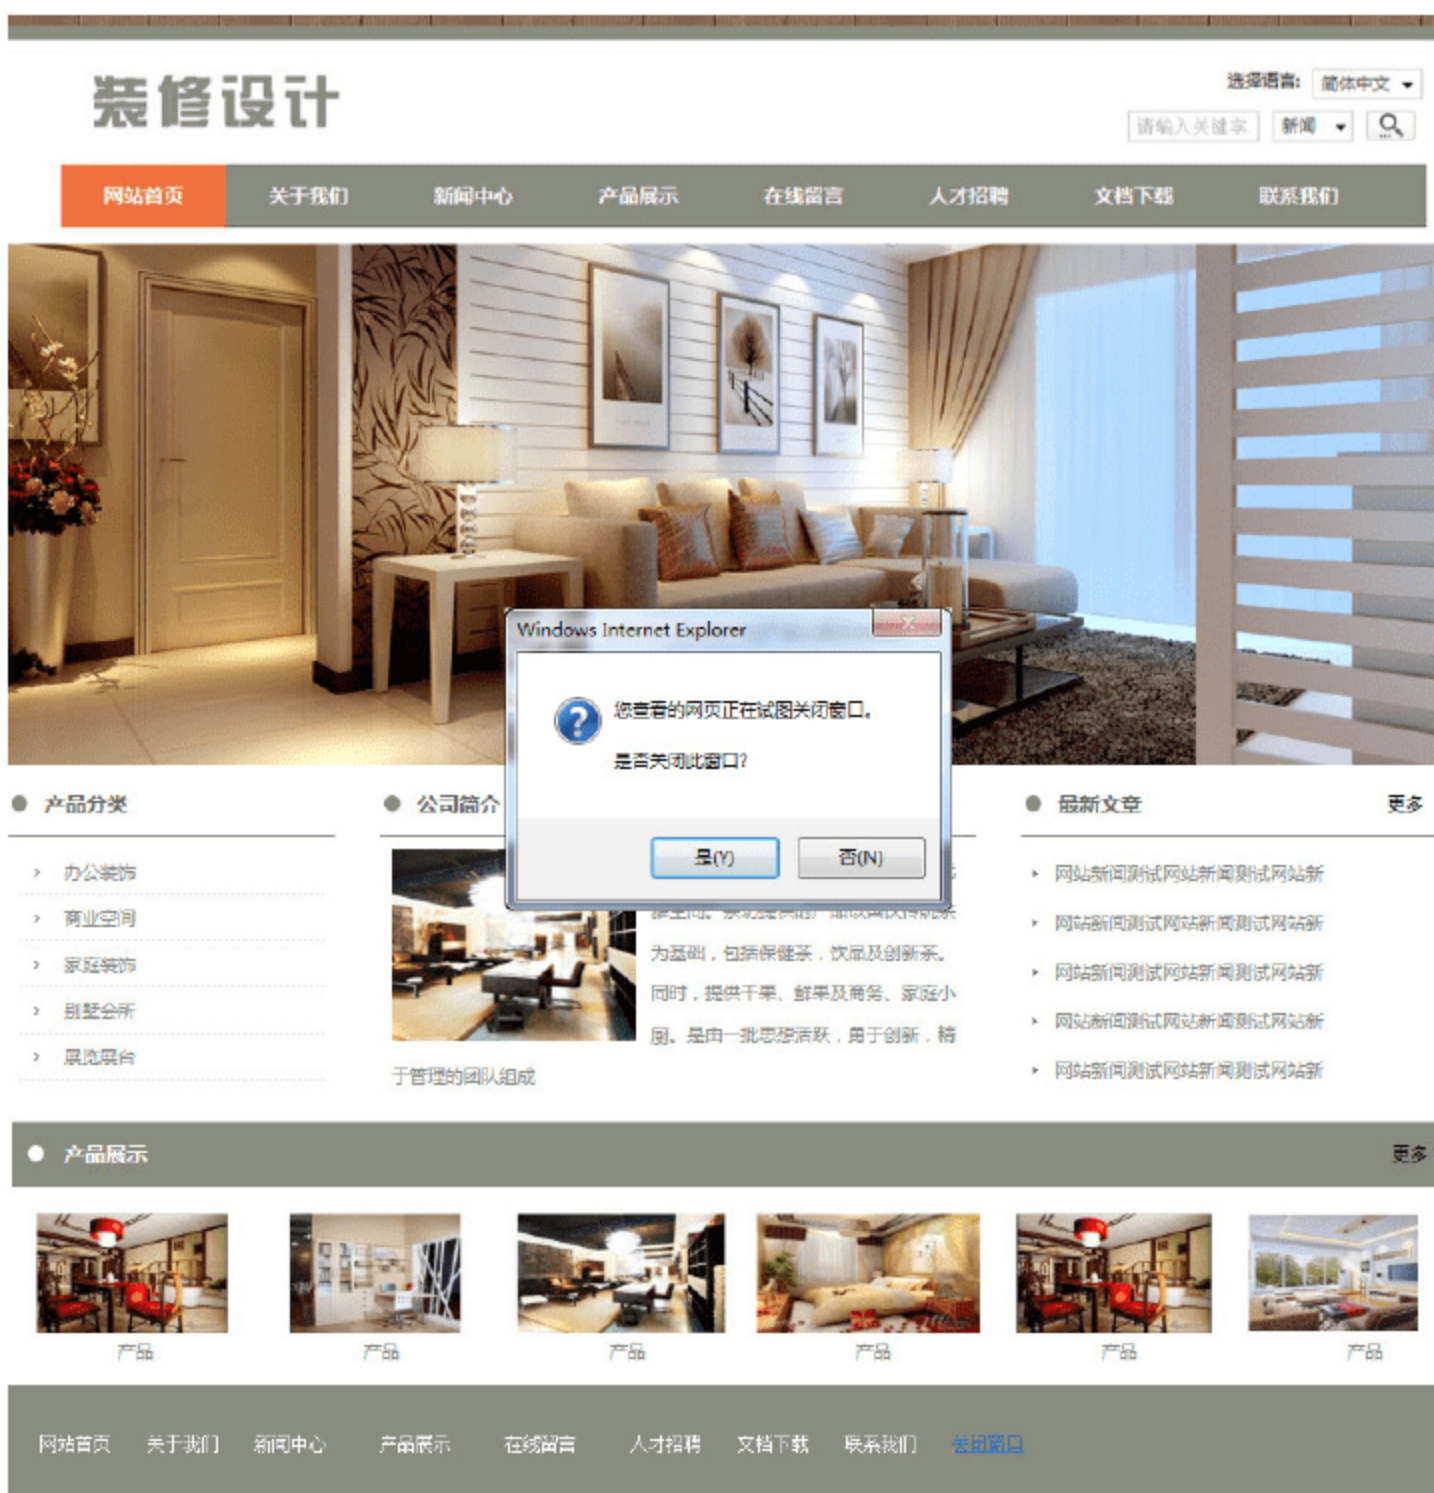 装修设计
选择语言: 简体中文
请输入关键字 新闻
网站首页 关于我们 新闻中心 产品展示 在线留言 人才招聘 文档下载 联系我们
Windows Internet Explorer
您查看的网页正在试图关闭窗口。
是否关闭此窗口?
是(Y) 否(N)
产品分类
办公装饰
商业空间
家庭装饰
别墅会所
展览展台
公司简介
为基础，包括保健茶，饮品及创新茶。
同时，提供干果、鲜果及商务、家庭小
厨。是由一批思想活跃，勇于创新，精
于管理的团队组成
最新文章 更多
网站新闻测试网站新闻测试网站新
网站新闻测试网站新闻测试网站新
网站新闻测试网站新闻测试网站新
网站新闻测试网站新闻测试网站新
网站新闻测试网站新闻测试网站新
产品展示 更多
产品 产品 产品 产品 产品 产品
网站首页 关于我们 新闻中心 产品展示 在线留言 人才招聘 文档下载 联系我们 关闭窗口